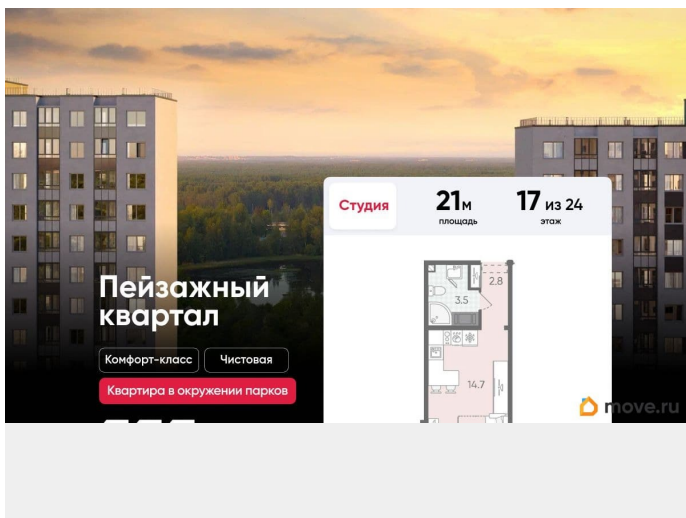 Студия
21м
площадь
17 из 24
этаж
2.8
3.5
14.7
Пейзажный
квартал
Комфорт-класс
Чистовая
Квартира в окружении парков
move.ru